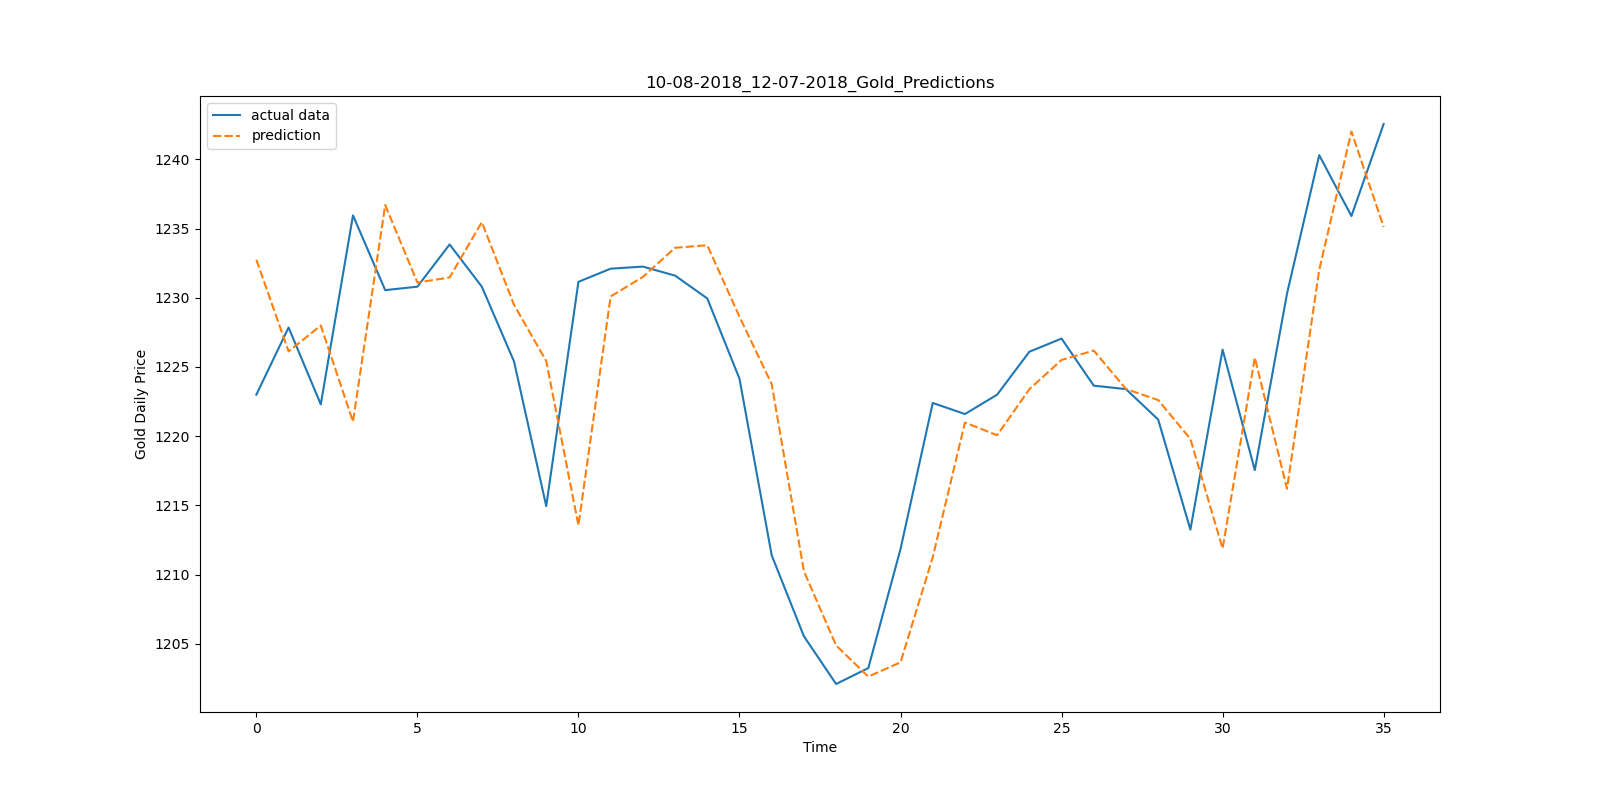 10-08-2018_12-07-2018_Gold_Predictions
actual data
prediction
Gold Daily Price
1240
1235
1230
1225
1220
1215
1210
1205
0 5 10 15 20 25 30 35
Time